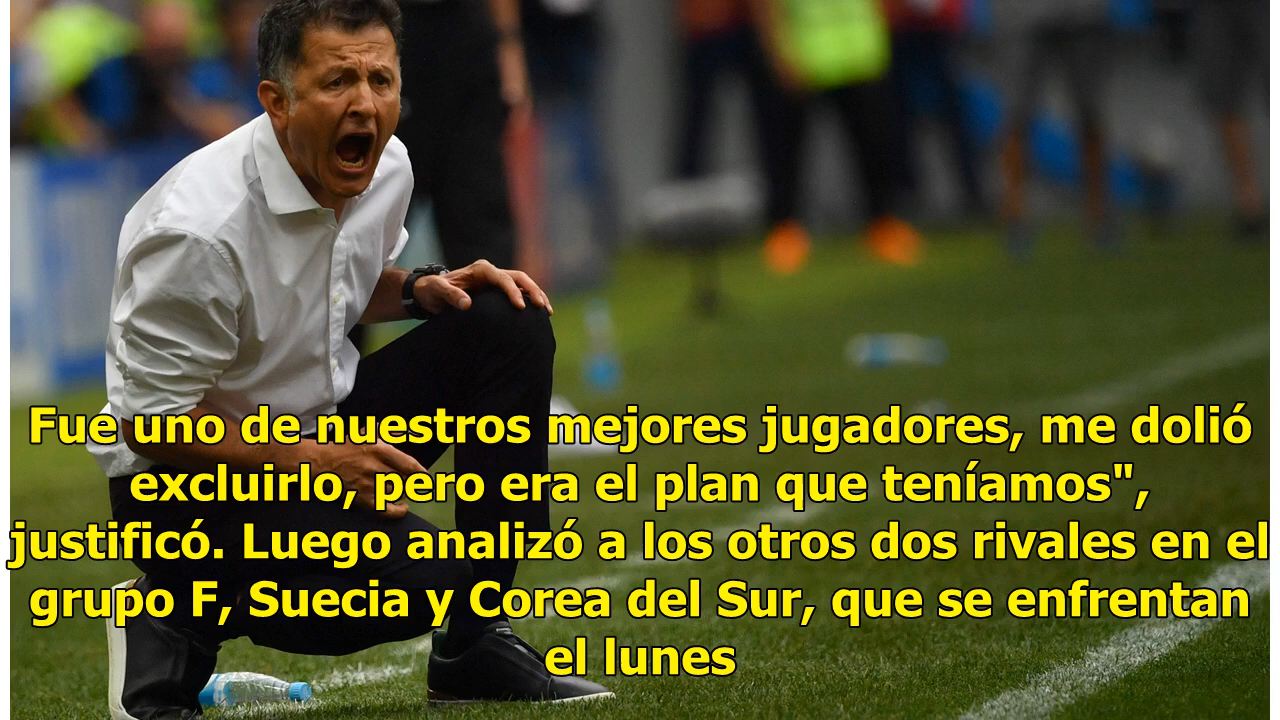 Fue uno de nuestros mejores jugadores, me dolió
excluirlo, pero era el plan que teníamos",
justificó. Luego analizó a los otros dos rivales en el
grupo F, Suecia y Corea del Sur, que se enfrentan
el lunes